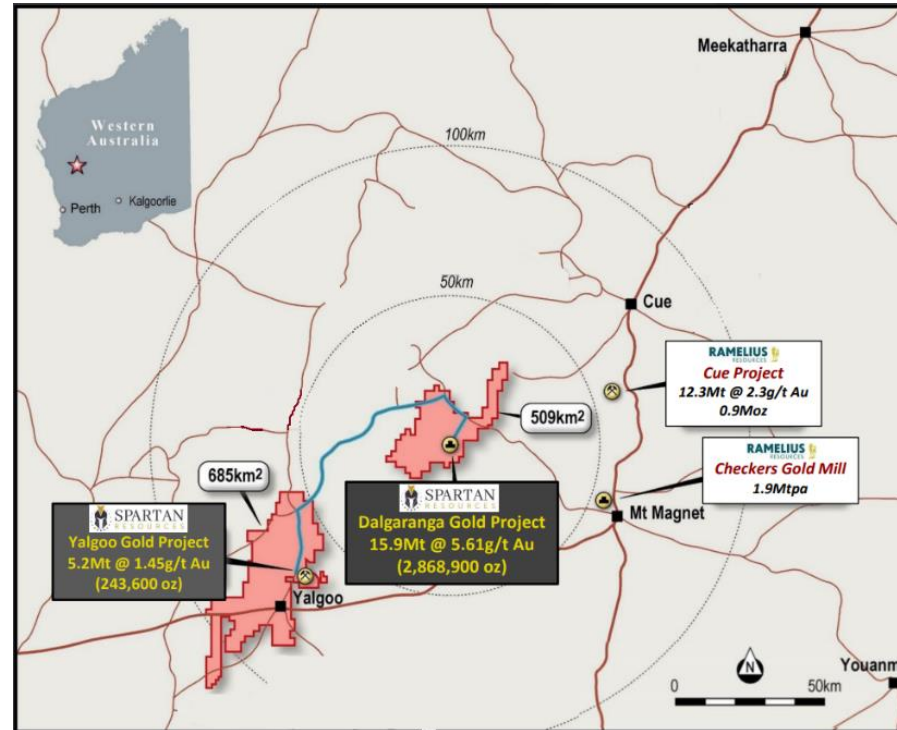 Meekatharra
Western
Australia
Perth
Kalgoorlie
100km
50km
Cue
RAMELIUS
RESOURCES
Cue Project
12.3Mt @ 2.3g/t Au
0.9Moz
509km²
685km²
RAMELIUS
RESOURCES
Checkers Gold Mill
1.9Mtpa
SPARTAN
RESOURCES
Yalgoo Gold Project
5.2Mt @ 1.45g/t Au
(243,600 oz)
SPARTAN
RESOURCES
Dalgaranga Gold Project
15.9Mt @ 5.61g/t Au
(2,868,900 oz)
Mt Magnet
Yalgoo
N
Youanm
0
50km